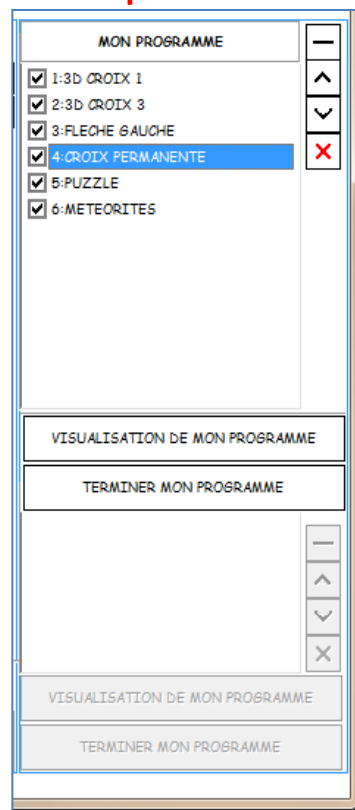 MON PROGRAMME
1:3D CROIX 1
2:3D CROIX 3
3:FLECHE GAUCHE
4:CROIX PERMANENTE
5:PUZZLE
6:METEORITES
VISUALISATION DE MON PROGRAMME
TERMINER MON PROGRAMME
VISUALISATION DE MON PROGRAMME
TERMINER MON PROGRAMME